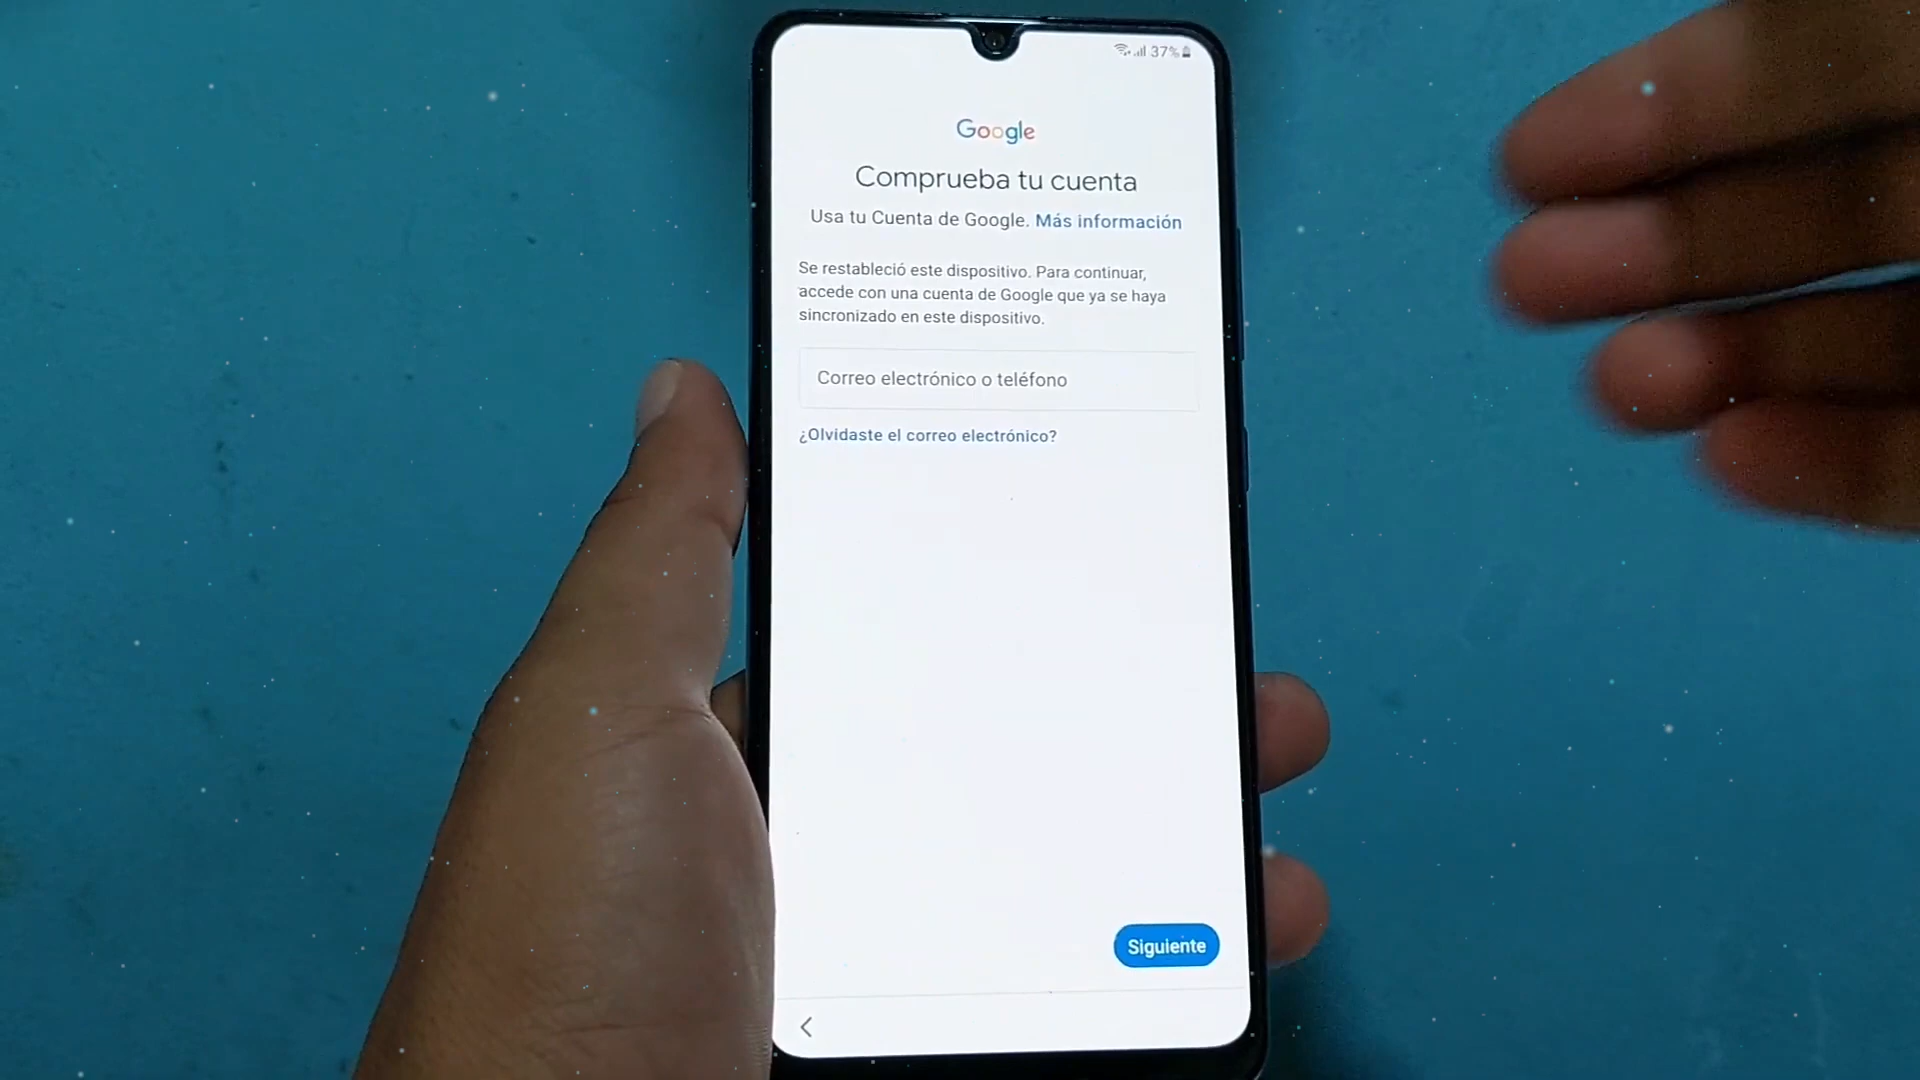 37%
Google
Comprueba tu cuenta
Usa tu Cuenta de Google. Más información
Se restableció este dispositivo. Para continuar,
accede con una cuenta de Google que ya se haya
sincronizado en este dispositivo.
Correo electrónico o teléfono
¿Olvidaste el correo electrónico?
Siguiente